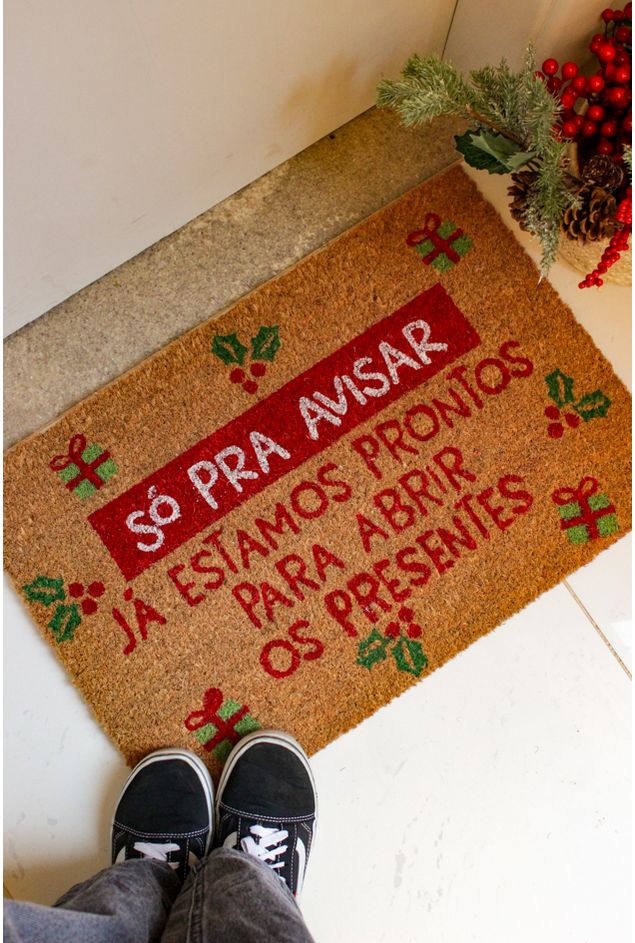 SÓ PRA AVISAR
JÁ ESTAMOS PRONTOS
PARA ABRIR
OS PRESENTES